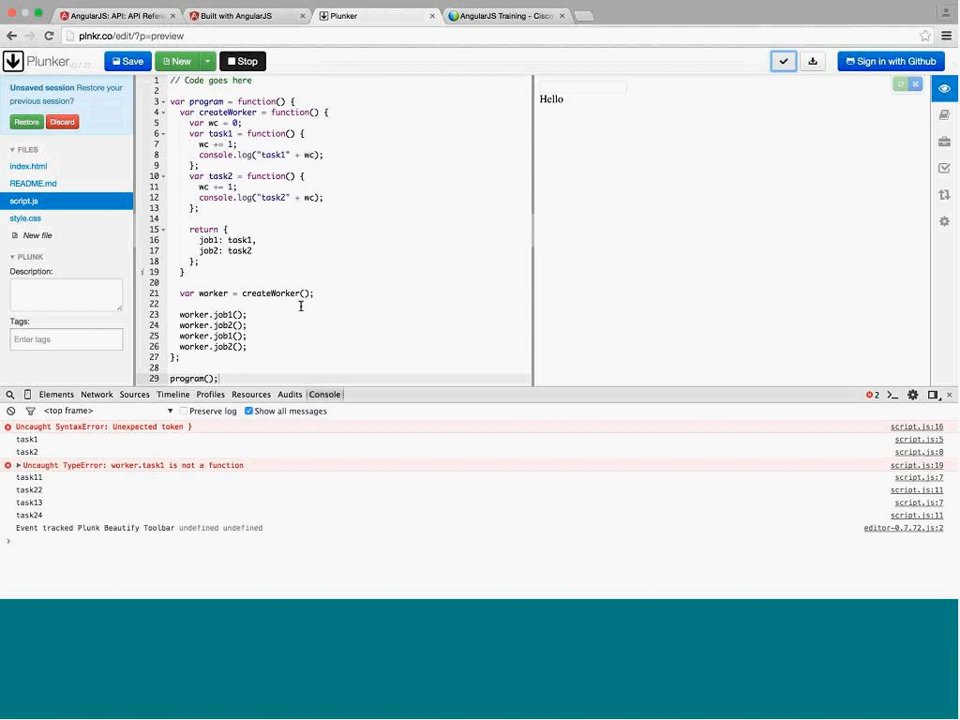 AngularJS: API: API Refere
Built with AngularJS
Plunker
AngularJS Training - Cisco
plnkr.co/edit/?p=preview
Plunker
Save
New
Stop
Sign in with Github
Unsaved session Restore your previous session?
Restore
Discard
FILES
index.html
README.md
script.js
style.css
New file
PLUNK
Description:
Tags:
Enter tags
1 // Code goes here
2
3 var program = function() {
4 var createWorker = function() {
5 var wc = 0;
6 var task1 = function() {
7 wc += 1;
8 console.log("task1" + wc);
9 };
10 var task2 = function() {
11 wc += 1;
12 console.log("task2" + wc);
13 };
14
15 return {
16 job1: task1,
17 job2: task2
18 };
19 }
20
21 var worker = createWorker();
22
23 worker.job1();
24 worker.job2();
25 worker.job1();
26 worker.job2();
27 };
28
29 program();
Hello
Elements Network Sources Timeline Profiles Resources Audits Console
2
<top frame>
Preserve log
Show all messages
Uncaught SyntaxError: Unexpected token } script.js:16
task1 script.js:5
task2 script.js:8
Uncaught TypeError: worker.task1 is not a function script.js:19
task11 script.js:7
task22 script.js:11
task13 script.js:7
task24 script.js:11
Event tracked Plunk Beautify Toolbar undefined undefined editor-0.7.72.js:2